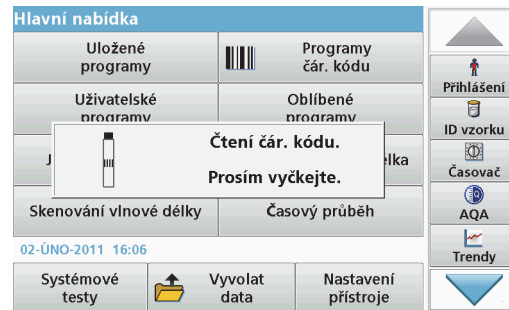 Hlavní nabídka
Uložené
programy
Programy
čár. kódu
Uživatelské
programy
Oblíbené
programy
Čtení čár. kódu.
Prosím vyčkejte.
Skenování vlnové délky
Časový průběh
02-ÚNO-2011 16:06
Systémové
testy
Vyvolat
data
Nastavení
přístroje
Přihlášení
ID vzorku
Časovač
AQA
Trendy